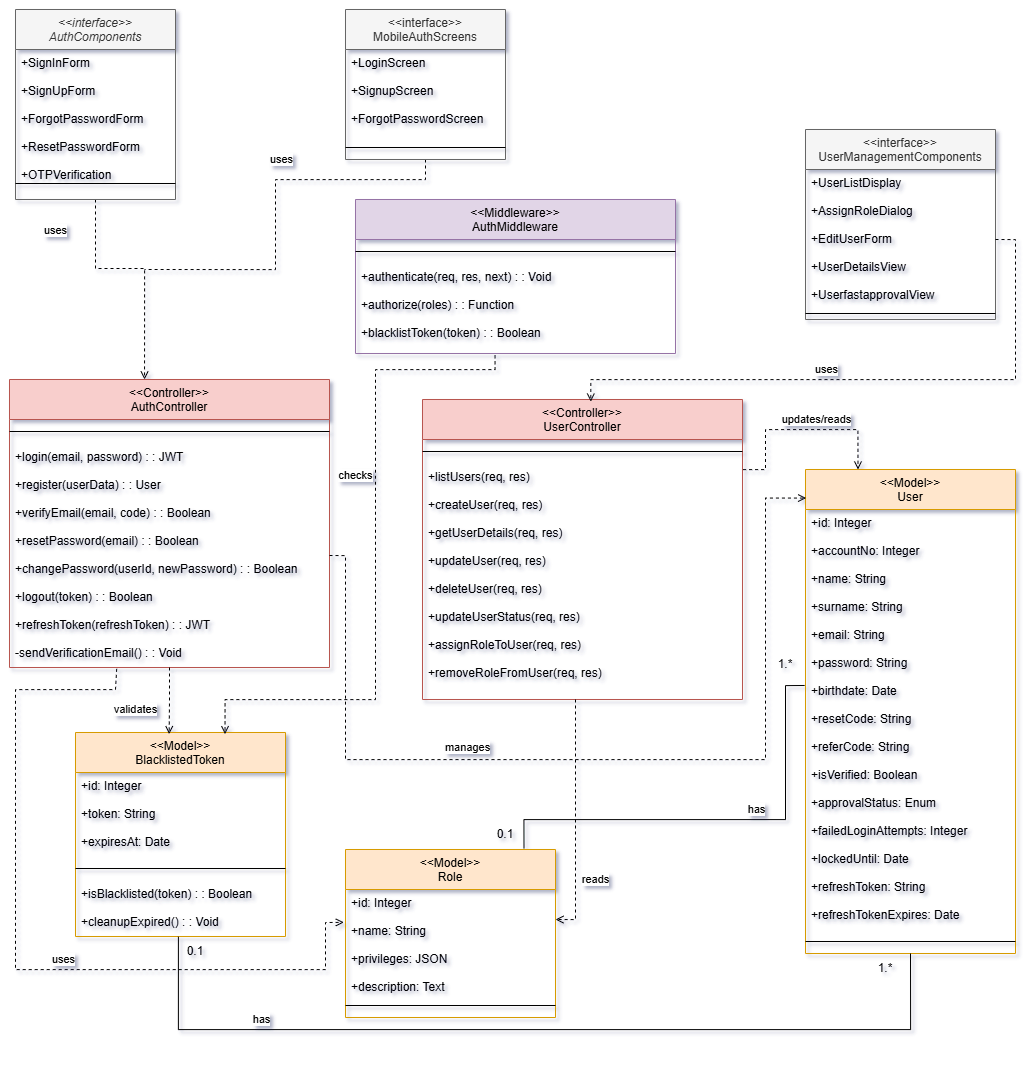 <<interface>>
AuthComponents
+SignInForm
+SignUpForm
+ForgotPasswordForm
+ResetPasswordForm
+OTPVerification
<<interface>>
MobileAuthScreens
+LoginScreen
+SignupScreen
+ForgotPasswordScreen
<<interface>>
UserManagementComponents
+UserListDisplay
+AssignRoleDialog
+EditUserForm
+UserDetailsView
+UserfastapprovalView
uses
uses
<<Middleware>>
AuthMiddleware
+authenticate(req, res, next) : : Void
+authorize(roles) : : Function
+blacklistToken(token) : : Boolean
uses
<<Controller>>
AuthController
+login(email, password) : : JWT
+register(userData) : : User
+verifyEmail(email, code) : : Boolean
+resetPassword(email) : : Boolean
+changePassword(userId, newPassword) : : Boolean
+logout(token) : : Boolean
+refreshToken(refreshToken) : : JWT
-sendVerificationEmail() : : Void
checks
<<Controller>>
UserController
+listUsers(req, res)
+createUser(req, res)
+getUserDetails(req, res)
+updateUser(req, res)
+deleteUser(req, res)
+updateUserStatus(req, res)
+assignRoleToUser(req, res)
+removeRoleFromUser(req, res)
updates/reads
<<Model>>
User
+id: Integer
+accountNo: Integer
+name: String
+surname: String
+email: String
+password: String
+birthdate: Date
+resetCode: String
+referCode: String
+isVerified: Boolean
+approvalStatus: Enum
+failedLoginAttempts: Integer
+lockedUntil: Date
+refreshToken: String
+refreshTokenExpires: Date
1.*
validates
manages
<<Model>>
BlacklistedToken
+id: Integer
+token: String
+expiresAt: Date
+isBlacklisted(token) : : Boolean
+cleanupExpired() : : Void
has
0.1
<<Model>>
Role
+id: Integer
+name: String
+privileges: JSON
+description: Text
reads
uses
0.1
1.*
has